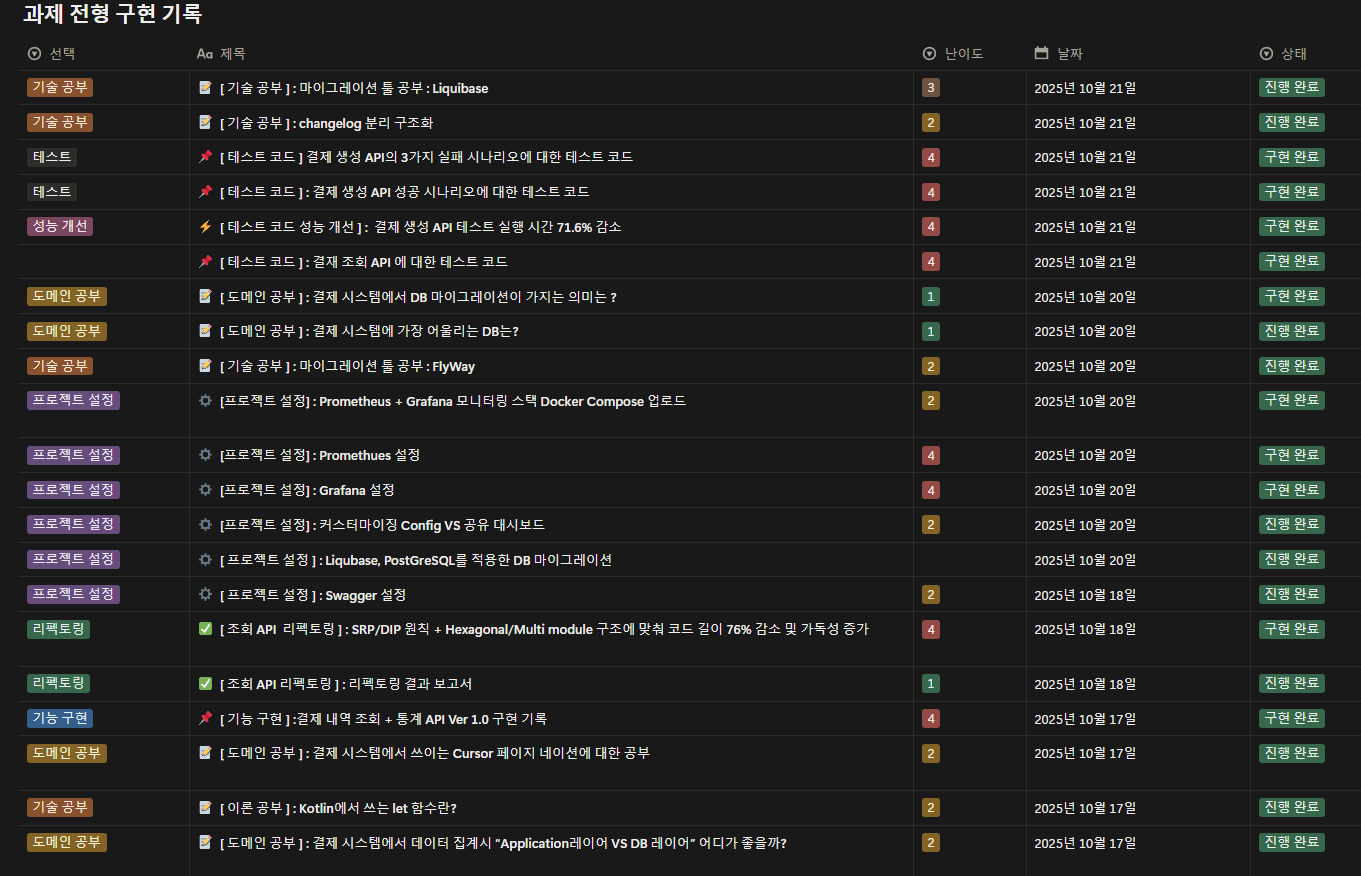 과제 전형 구현 기록
선택 Aa 제목 난이도 날짜 상태
기술 공부 [ 기술 공부 ] : 마이그레이션 툴 공부 : Liquibase 3 2025년 10월 21일 진행 완료
기술 공부 [ 기술 공부 ] : changelog 분리 구조화 2 2025년 10월 21일 진행 완료
테스트 [ 테스트 코드 ] 결제 생성 API의 3가지 실패 시나리오에 대한 테스트 코드 4 2025년 10월 21일 구현 완료
테스트 [ 테스트 코드 ] : 결제 생성 API 성공 시나리오에 대한 테스트 코드 4 2025년 10월 21일 구현 완료
성능 개선 [ 테스트 코드 성능 개선 ] : 결제 생성 API 테스트 실행 시간 71.6% 감소 4 2025년 10월 21일 구현 완료
[ 테스트 코드 ] : 결재 조회 API 에 대한 테스트 코드 4 2025년 10월 21일 구현 완료
도메인 공부 [ 도메인 공부 ] : 결제 시스템에서 DB 마이그레이션이 가지는 의미는 ? 1 2025년 10월 20일 진행 완료
도메인 공부 [ 도메인 공부 ] : 결제 시스템에 가장 어울리는 DB는? 1 2025년 10월 20일 진행 완료
기술 공부 [ 기술 공부 ] : 마이그레이션 툴 공부 : FlyWay 2 2025년 10월 20일 진행 완료
프로젝트 설정 [프로젝트 설정] : Prometheus + Grafana 모니터링 스택 Docker Compose 업로드 2 2025년 10월 20일 구현 완료
프로젝트 설정 [프로젝트 설정] : Promethues 설정 4 2025년 10월 20일 구현 완료
프로젝트 설정 [프로젝트 설정] : Grafana 설정 4 2025년 10월 20일 구현 완료
프로젝트 설정 [프로젝트 설정] : 커스터마이징 Config VS 공유 대시보드 2 2025년 10월 20일 진행 완료
프로젝트 설정 [ 프로젝트 설정 ] : Liqubase, PostGreSQL를 적용한 DB 마이그레이션 2025년 10월 20일 진행 완료
프로젝트 설정 [ 프로젝트 설정 ] : Swagger 설정 2 2025년 10월 18일 진행 완료
리펙토링 [ 조회 API 리펙토링 ] : SRP/DIP 원칙 + Hexagonal/Multi module 구조에 맞춰 코드 길이 76% 감소 및 가독성 증가 4 2025년 10월 18일 구현 완료
리펙토링 [ 조회 API 리펙토링 ] : 리펙토링 결과 보고서 1 2025년 10월 18일 진행 완료
기능 구현 [ 기능 구현 ] :결제 내역 조회 + 통계 API Ver 1.0 구현 기록 4 2025년 10월 17일 구현 완료
도메인 공부 [ 도메인 공부 ] : 결제 시스템에서 쓰이는 Cursor 페이지 네이션에 대한 공부 2 2025년 10월 17일 진행 완료
기술 공부 [ 이론 공부 ] : Kotlin에서 쓰는 let 함수란? 2 2025년 10월 17일 진행 완료
도메인 공부 [ 도메인 공부 ] : 결제 시스템에서 데이터 집계시 “Application레이어 VS DB 레이어” 어디가 좋을까? 2 2025년 10월 17일 진행 완료